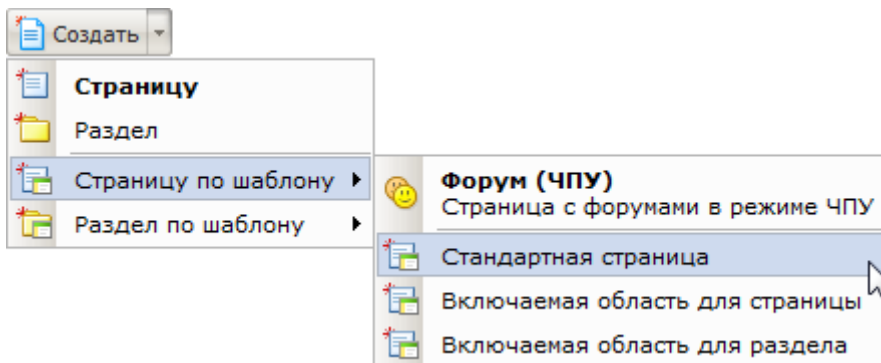 Создать
Страницу
Раздел
Страницу по шаблону
Раздел по шаблону
Форум (ЧПУ)
Страница с форумами в режиме ЧПУ
Стандартная страница
Включаемая область для страницы
Включаемая область для раздела